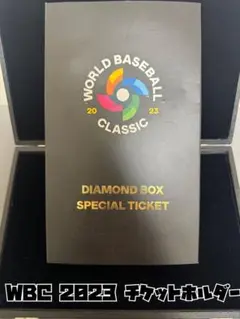 WORLD BASEBALL
20 23
CLASSIC
DIAMOND BOX
SPECIAL TICKET
WBC 2023 チケットホルダー